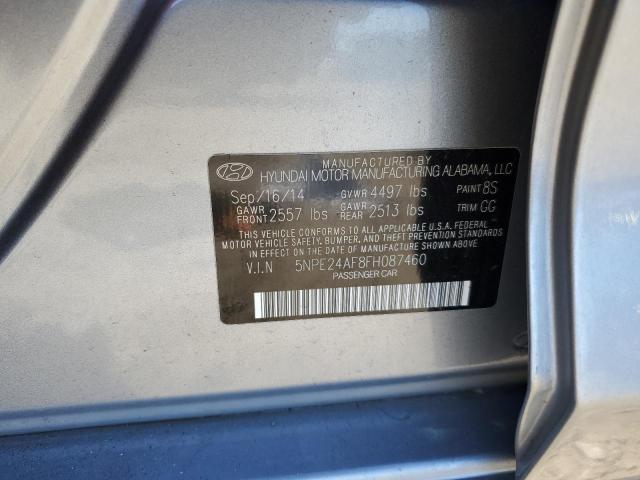 MANUFACTURED BY
HYUNDAI MOTOR MANUFACTURING ALABAMA, LLC
Sep/16/14 GVWR 4497 lbs PAINT 8S
GAWR FRONT 2557 lbs GAWR REAR 2513 lbs TRIM GG
THIS VEHICLE CONFORMS TO ALL APPLICABLE U.S.A. FEDERAL
MOTOR VEHICLE SAFETY, BUMPER, AND THEFT PREVENTION STANDARDS
IN EFFECT ON THE DATE OF MANUFACTURE SHOWN ABOVE.
V.I.N 5NPE24AF8FH087460
PASSENGER CAR